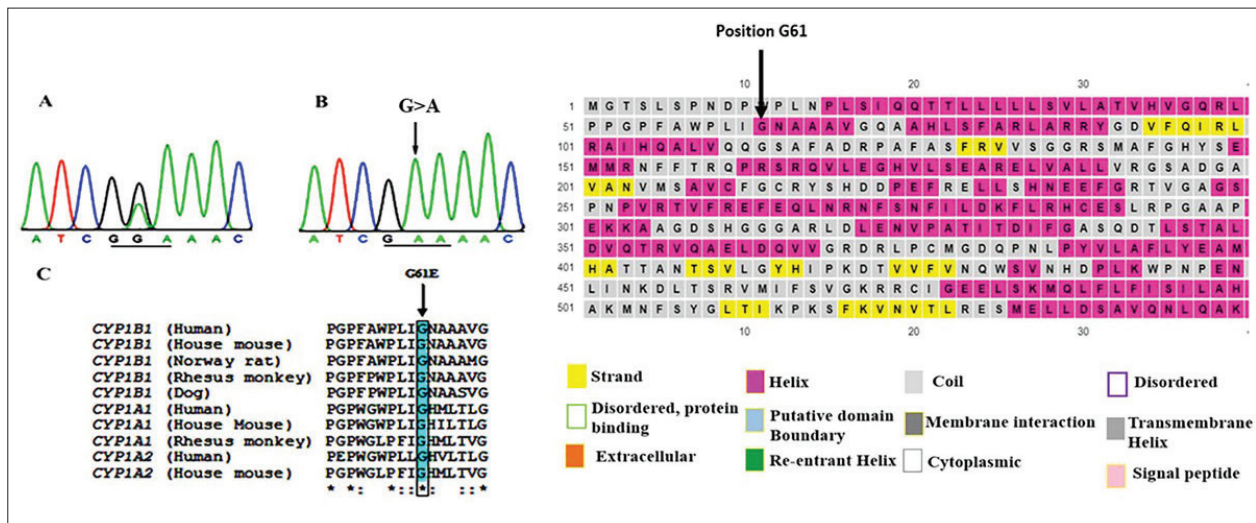 A
A T C G G A A A C
B
G>A
A T C G A A A A C
C
G61E
CYP1B1 (Human) PGPFAWPLIGNAAAVG
CYP1B1 (House mouse) PGPFPWPLIGNAAAVG
CYP1B1 (Norway rat) PGPFPWPLIGNAAAMG
CYP1B1 (Rhesus monkey) PGPFPWPLIGNAAAVG
CYP1B1 (Dog) PGPFPWPLIGNAASVG
CYP1A1 (Human) PGPWGWPLIGHMLTLG
CYP1A1 (House Mouse) PGPWGWPLIGHILTLG
CYP1A1 (Rhesus monkey) PGPWGLPFIGHMLTVG
CYP1A2 (Human) PEPWGWPLLGHVLTLG
CYP1A2 (House mouse) PGPWGLPFIGHMLTVG
* *: *::*: ::*
Position G61
10 20 30
1 M G T S L S P N D P W P L N P L S I Q Q T T L L L L L S V L A T V H V G Q R L
51 P P G P F A W P L I G N A A A V G Q A A H L S F A R L A R R Y G D V F Q I R L
101 R A I H Q A L V Q Q G S A F A D R P A F A S F R V V S G G R S M A F G H Y S E
151 M M R N F F T R Q P R S R Q V L E G H V L S E A R E L V A L L V R G S A D G A
201 V A N V M S A V C F G C R Y S H D D P E F R E L L S H N E E F G R T V G A G S
251 P N P V R T V F R E F E Q L N R N F S N F I L D K F L R H C E S L R P G A A P
301 E K K A A G D S H G G G A R L D L E N V P A T I T D I F G A S Q D T L S T A L
351 D V Q T R V Q A E L D Q V V G R D R L P C M G D Q P N L P Y V L A F L Y E A M
401 H A T T A N T S V L G Y H I P K D T V V F V N Q W S V N H D P L K W P N P E N
451 L I N K D L T S R V M I F S V G K R R C I G E E L S K M Q L F L F I S I L A H
501 A K M N F S Y G L T I K P K S F K V N V T L R E S M E L L D S A V Q N L Q A K
10 20 30
Strand
Helix
Coil
Disordered
Disordered, protein
binding
Putative domain
Boundary
Membrane interaction
Transmembrane
Helix
Extracellular
Re-entrant Helix
Cytoplasmic
Signal peptide